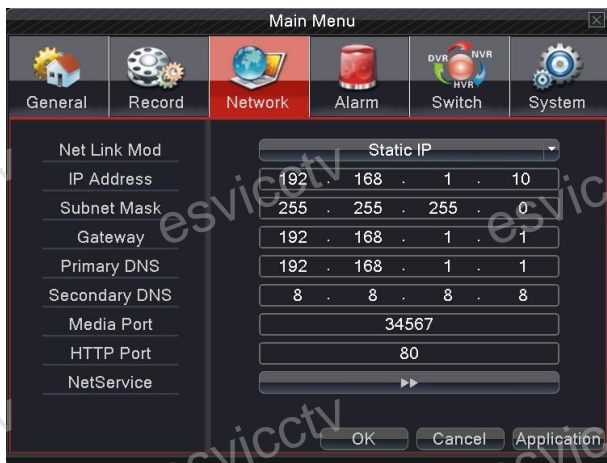 Main Menu
DVR NVR
HVR
General Record Network Alarm Switch System
Net Link Mod Static IP
IP Address 192 . 168 . 1 . 10
Subnet Mask 255 . 255 . 255 . 0
Gateway 192 . 168 . 1 . 1
Primary DNS 192 . 168 . 1 . 1
Secondary DNS 8 . 8 . 8 . 8
Media Port 34567
HTTP Port 80
NetService
OK Cancel Application
esvicctv
esvic
svicctv
svic